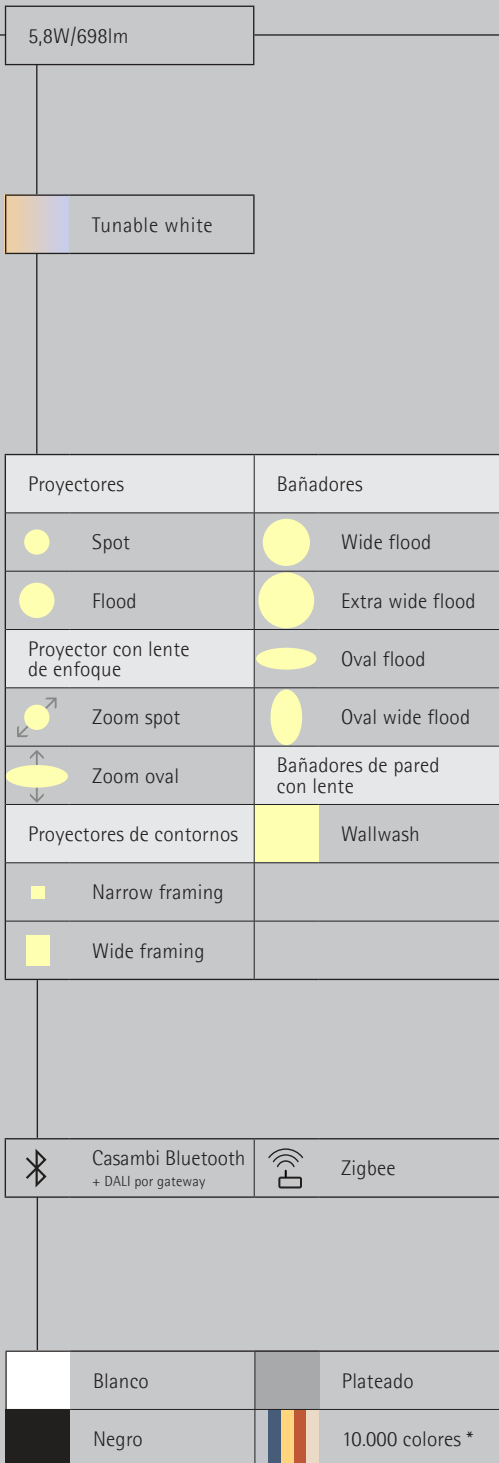 5,8W/698lm
Tunable white
Proyectores
Bañadores
Spot
Wide flood
Flood
Extra wide flood
Proyector con lente
de enfoque
Oval flood
Zoom spot
Oval wide flood
Zoom oval
Bañadores de pared
con lente
Proyectores de contornos
Wallwash
Narrow framing
Wide framing
Casambi Bluetooth
+ DALI por gateway
Zigbee
Blanco
Plateado
Negro
10.000 colores *